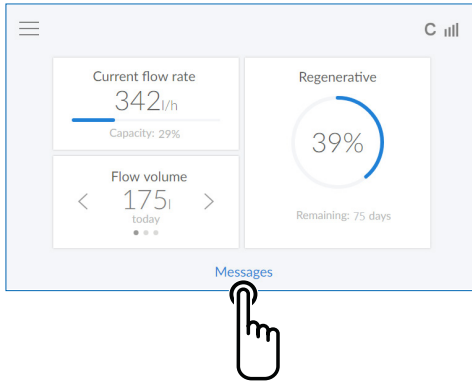 C
Current flow rate
342l/h
Capacity: 29%
Flow volume
175l
today
Regenerative
39%
Remaining: 75 days
Messages